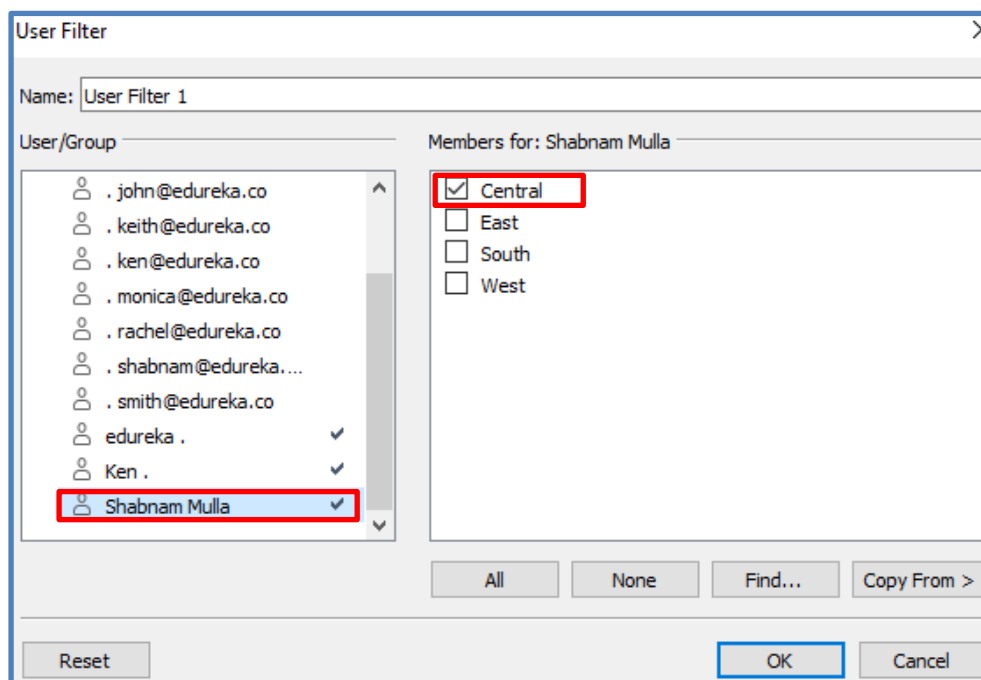 User Filter
Name: User Filter 1
User/Group
Members for: Shabnam Mulla
. john@edureka.co
. keith@edureka.co
. ken@edureka.co
. monica@edureka.co
. rachel@edureka.co
. shabnam@edureka....
. smith@edureka.co
edureka .
Ken .
Shabnam Mulla
Central
East
South
West
All
None
Find...
Copy From >
Reset
OK
Cancel